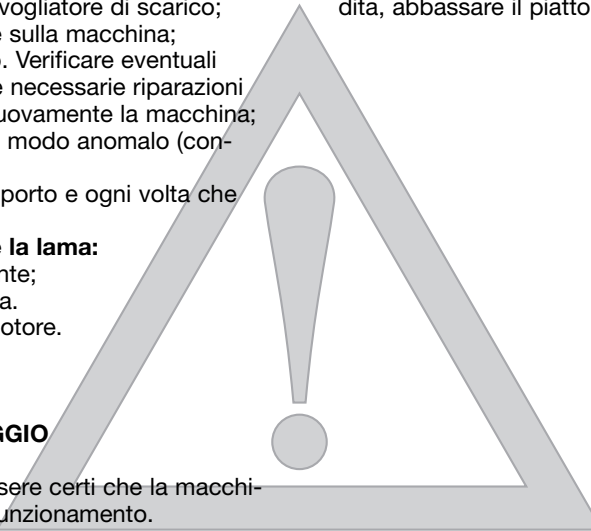 vogliatore di scarico;
e sulla macchina;
o. Verificare eventuali
e necessarie riparazioni
uovamente la macchina;
modo anomalo (con-
porto e ogni volta che
e la lama:
nte;
a.
otore.
GGIO
sere certi che la macchi-
unzionamento.
dita, abbassare il piatto